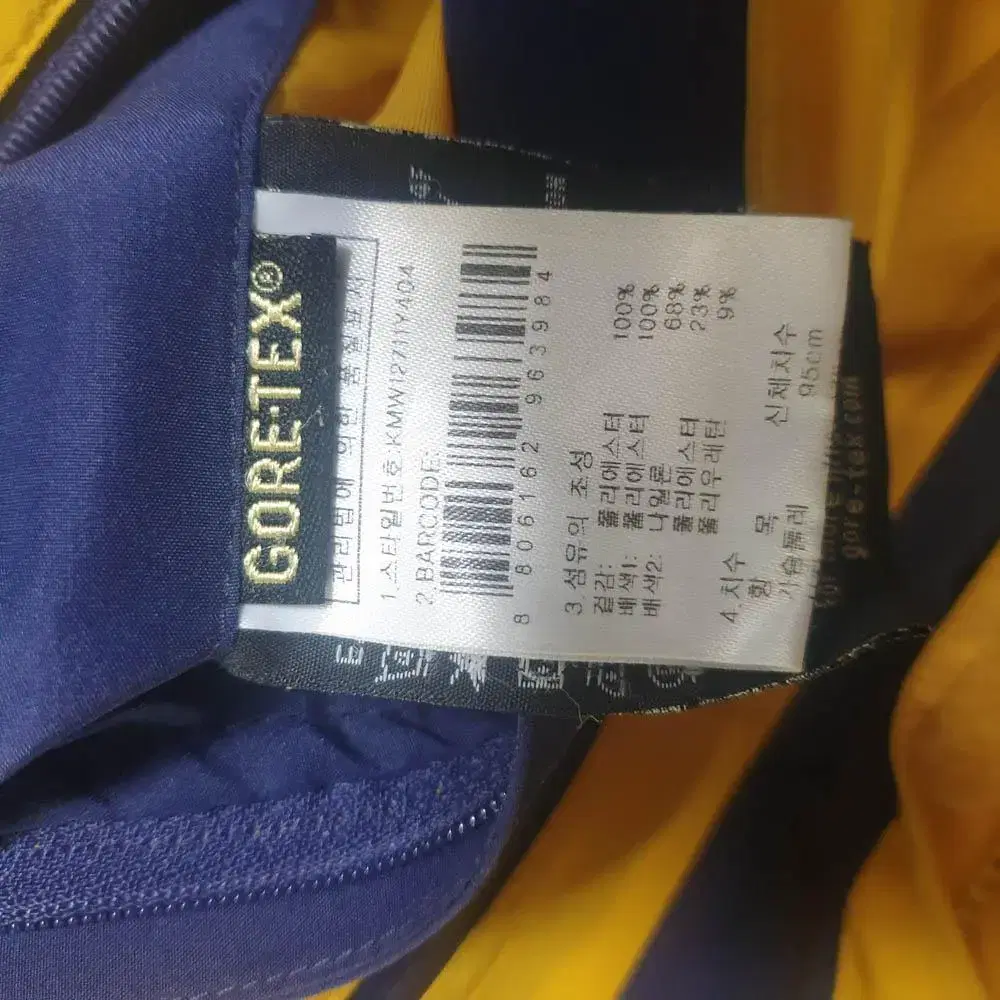 GORE-TEX®
관리법에 의한 품질표시
1.스타일번호:KMW12711Y404
2.BARCODE:
8 806162 963984
3.섬유의 조성
겉감: 폴리에스터 100%
배색1: 폴리에스터 100%
배색2: 나일론 68%
폴리에스터 23%
폴리우레탄 9%
4.치수
항 목 신체치수
가슴둘레 95cm
gore-tex.com